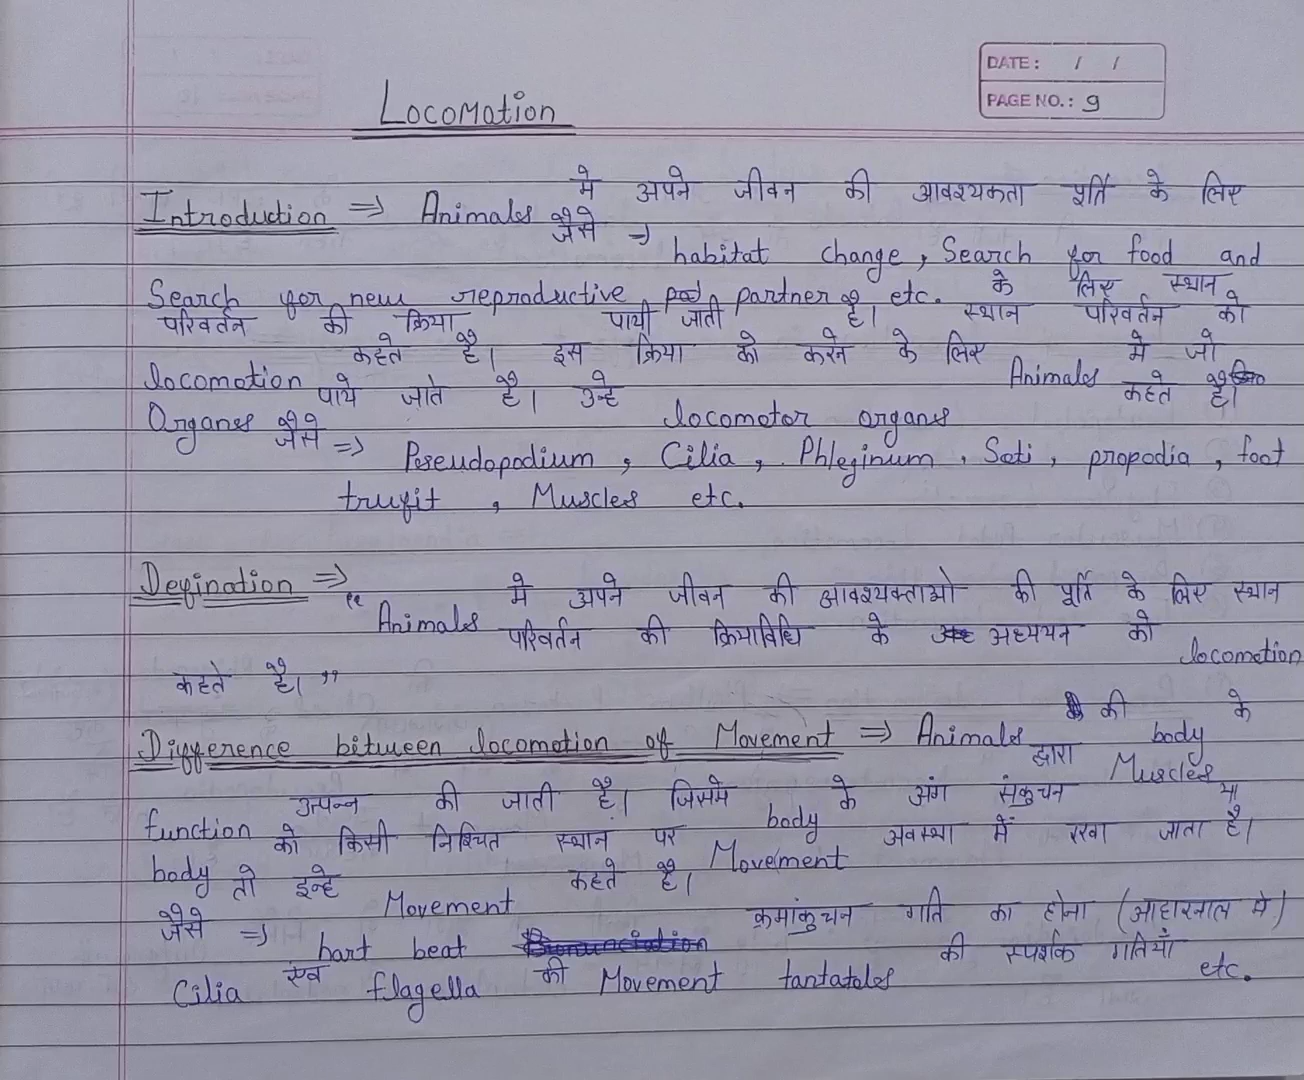 DATE: / /
PAGE NO.: 9
Locomation
Introduction ⇒ Animals में अपने जीवन की आवश्यकता पूर्ति के लिए
जैसे ⇒ habitat change, Search for food and
Search for new reproductive partner etc. के लिए स्थान
परिवर्तन की क्रिया पायी जाती है। स्थान परिवर्तन को
locomotion कहते है। इस क्रिया को करने के लिए Animals मे जो
Organs पाये जाते है। उन्हे locomotor organs कहते है।
जैसे ⇒ Pseudopodium, Cilia, Phleginum, Seti, propodia, foot
trufit, Muscles etc.
Defination ⇒
“Animals मे अपने जीवन की आवश्यक्ताओ की पूर्ति के लिए स्थान
परिवर्तन की क्रियाविधि के अध्ययन को locomotion
कहते है।”
Difference bitween locomotion of Movement ⇒ Animals की body के
function Muscles द्वारा उत्पन्न की जाती है। जिसमे body के अंग संकुचन या
body को किसी निश्चित स्थान पर Movement अवस्था में रखा जाता है।
तो इन्हे Movement कहते है।
जैसे ⇒ hart beat क्रमांकुचन गति का होना (आहारनाल मे)
Cilia एवं flagella की Movement tantateles की स्पर्शक गतियाँ etc.